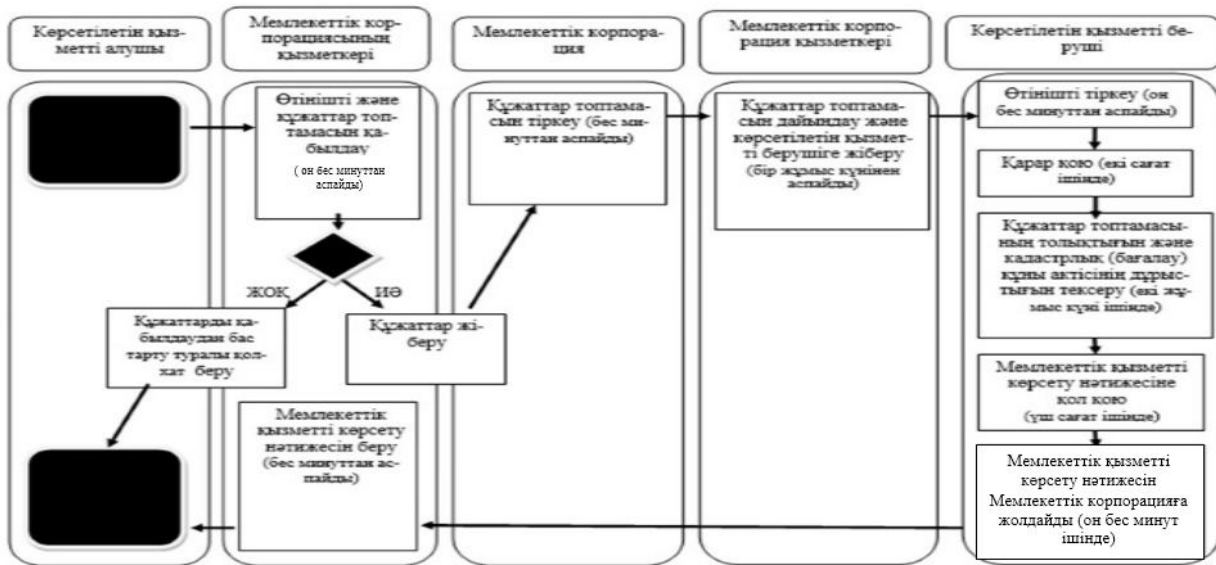 Көрсетілетін қыз-
метті алушы
Мемлекеттік кор-
порациясының
қызметкері
Мемлекеттік корпора-
ция
Мемлекеттік корпо-
рация қызметкері
Көрсетілетін қызметті бе-
руші
Өтінішті және
құжаттар топ-
тамасын қа-
былдау
( он бес минуттан
аспайды)
ЖОҚ
ИӘ
Құжаттарды қа-
былдаудан бас
тарту туралы қол-
хат беру
Құжаттар жі-
беру
Мемлекеттік
қызметті көрсету
нәтижесін беру
(бес минуттан ас-
пайды)
Құжаттар топтама-
сын тіркеу (бес ми-
нуттан аспайды)
Құжаттар топтама-
сын дайындау және
көрсетілетін қызмет-
ті берушіге жіберу
(бір жұмыс күнінен
аспайды)
Өтінішті тіркеу (он
бес минуттан аспайды)
Қарар қою (екі сағат
ішінде)
Құжаттар топтамасы-
ның толықтығын және
кадастрлық (бағалау)
құны актісінің дұрыс-
тығын тексеру (екі жұ-
мыс күні ішінде)
Мемлекеттік қызметті
көрсету нәтижесіне
қол қою
(үш сағат ішінде)
Мемлекеттік қызметті
көрсету нәтижесін
Мемлекеттік корпорацияға
жолдайды (он бес минут
ішінде)